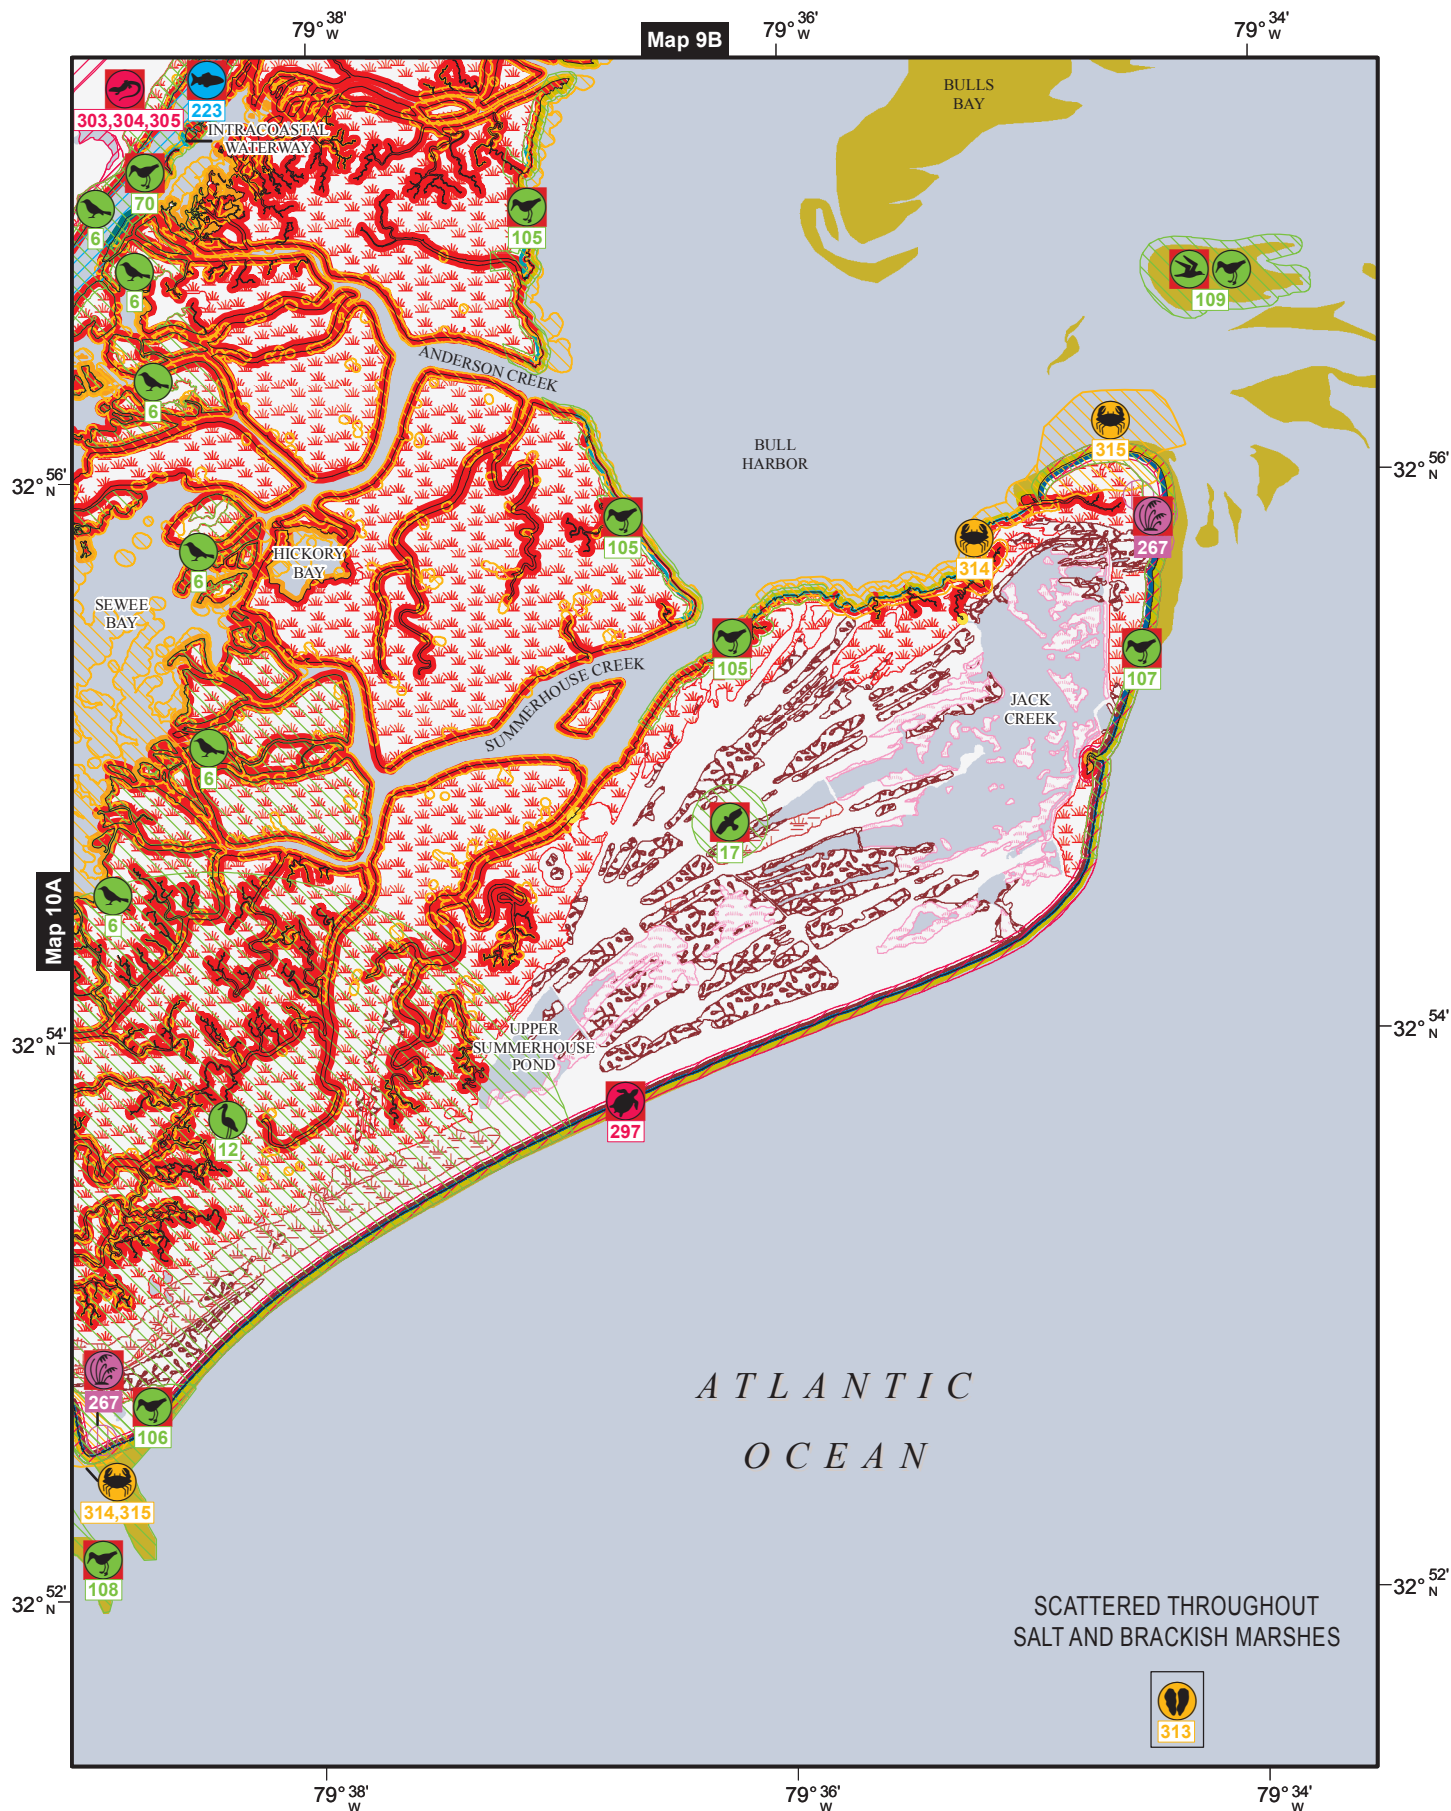 79° 38' W
79° 36' W
79° 34' W
Map 9B
BULLS
BAY
303,304,305
223
INTRACOASTAL
WATERWAY
70
6
105
6
109
ANDERSON CREEK
6
BULL
HARBOR
315
32° 56' N
32° 56' N
105
267
HICKORY
BAY
6
314
SEWEE
BAY
105
107
SUMMERHOUSE CREEK
JACK
CREEK
6
17
Map 10A
6
UPPER
SUMMERHOUSE
POND
32° 54' N
32° 54' N
297
12
267
ATLANTIC
OCEAN
106
314,315
108
32° 52' N
32° 52' N
SCATTERED THROUGHOUT
SALT AND BRACKISH MARSHES
313
79° 38' W
79° 36' W
79° 34' W